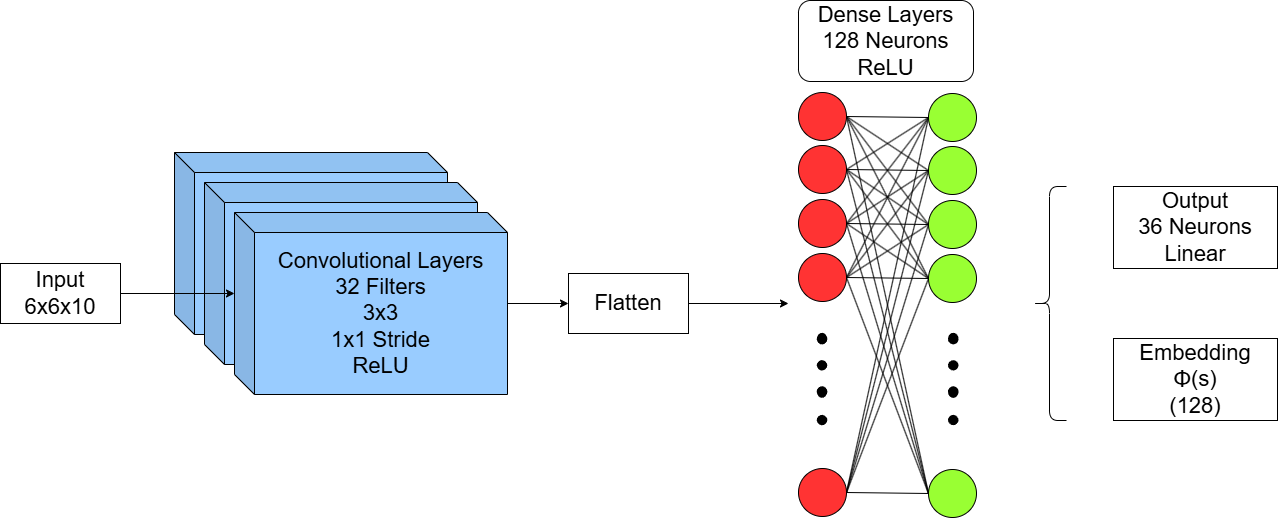 Input
6x6x10
Convolutional Layers
32 Filters
3x3
1x1 Stride
ReLU
Flatten
Dense Layers
128 Neurons
ReLU
Output
36 Neurons
Linear
Embedding
Φ(s)
(128)